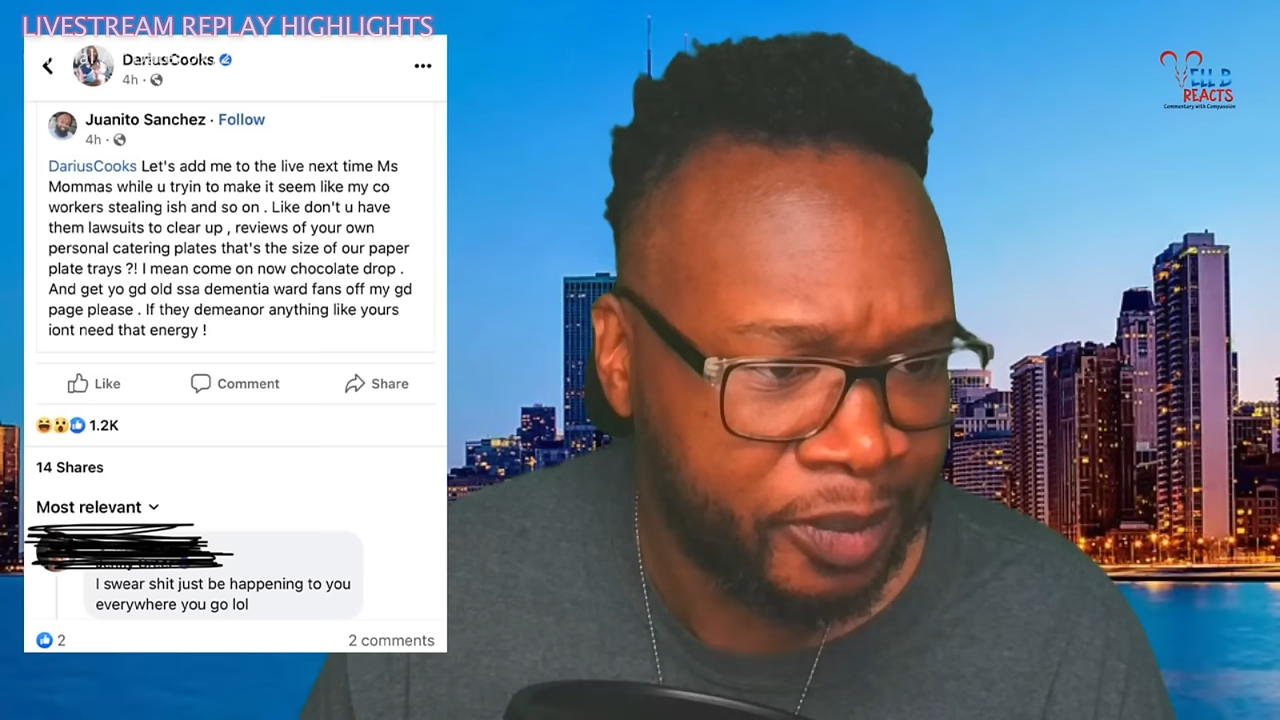 LIVESTREAM REPLAY HIGHLIGHTS
DariusCooks
4h
Juanito Sanchez · Follow
4h ·
DariusCooks Let's add me to the live next time Ms
Mommas while u tryin to make it seem like my co
workers stealing ish and so on . Like don't u have
them lawsuits to clear up , reviews of your own
personal catering plates that's the size of our paper
plate trays ?! I mean come on now chocolate drop .
And get yo gd old ssa dementia ward fans off my gd
page please . If they demeanor anything like yours
iont need that energy !
Like
Comment
Share
1.2K
14 Shares
Most relevant
I swear shit just be happening to you
everywhere you go lol
2
2 comments
ELL B
REACTS
Commentary with Compassion